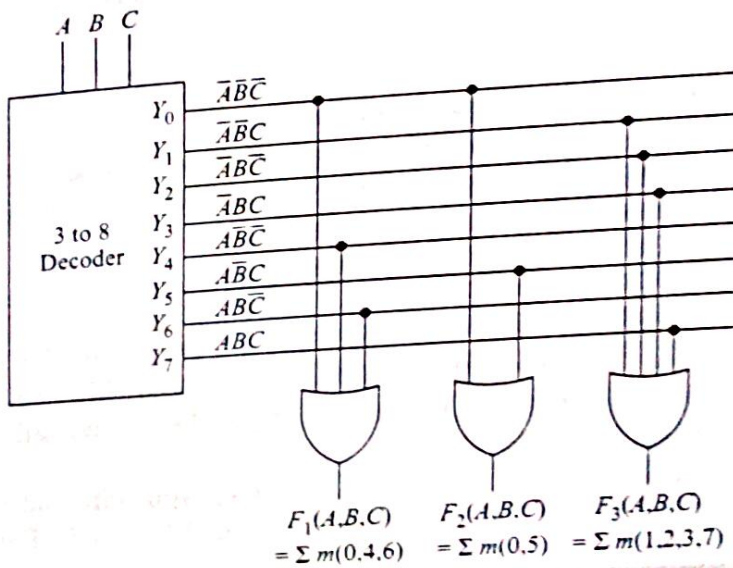 A B C
Y₀ A̅B̅C̅
Y₁ A̅B̅C
Y₂ A̅BC̅
Y₃ A̅BC
3 to 8
Decoder
Y₄ AB̅C̅
Y₅ AB̅C
Y₆ ABC̅
Y₇ ABC
F₁(A,B,C) F₂(A,B,C) F₃(A,B,C)
= Σ m(0,4,6) = Σ m(0,5) = Σ m(1,2,3,7)